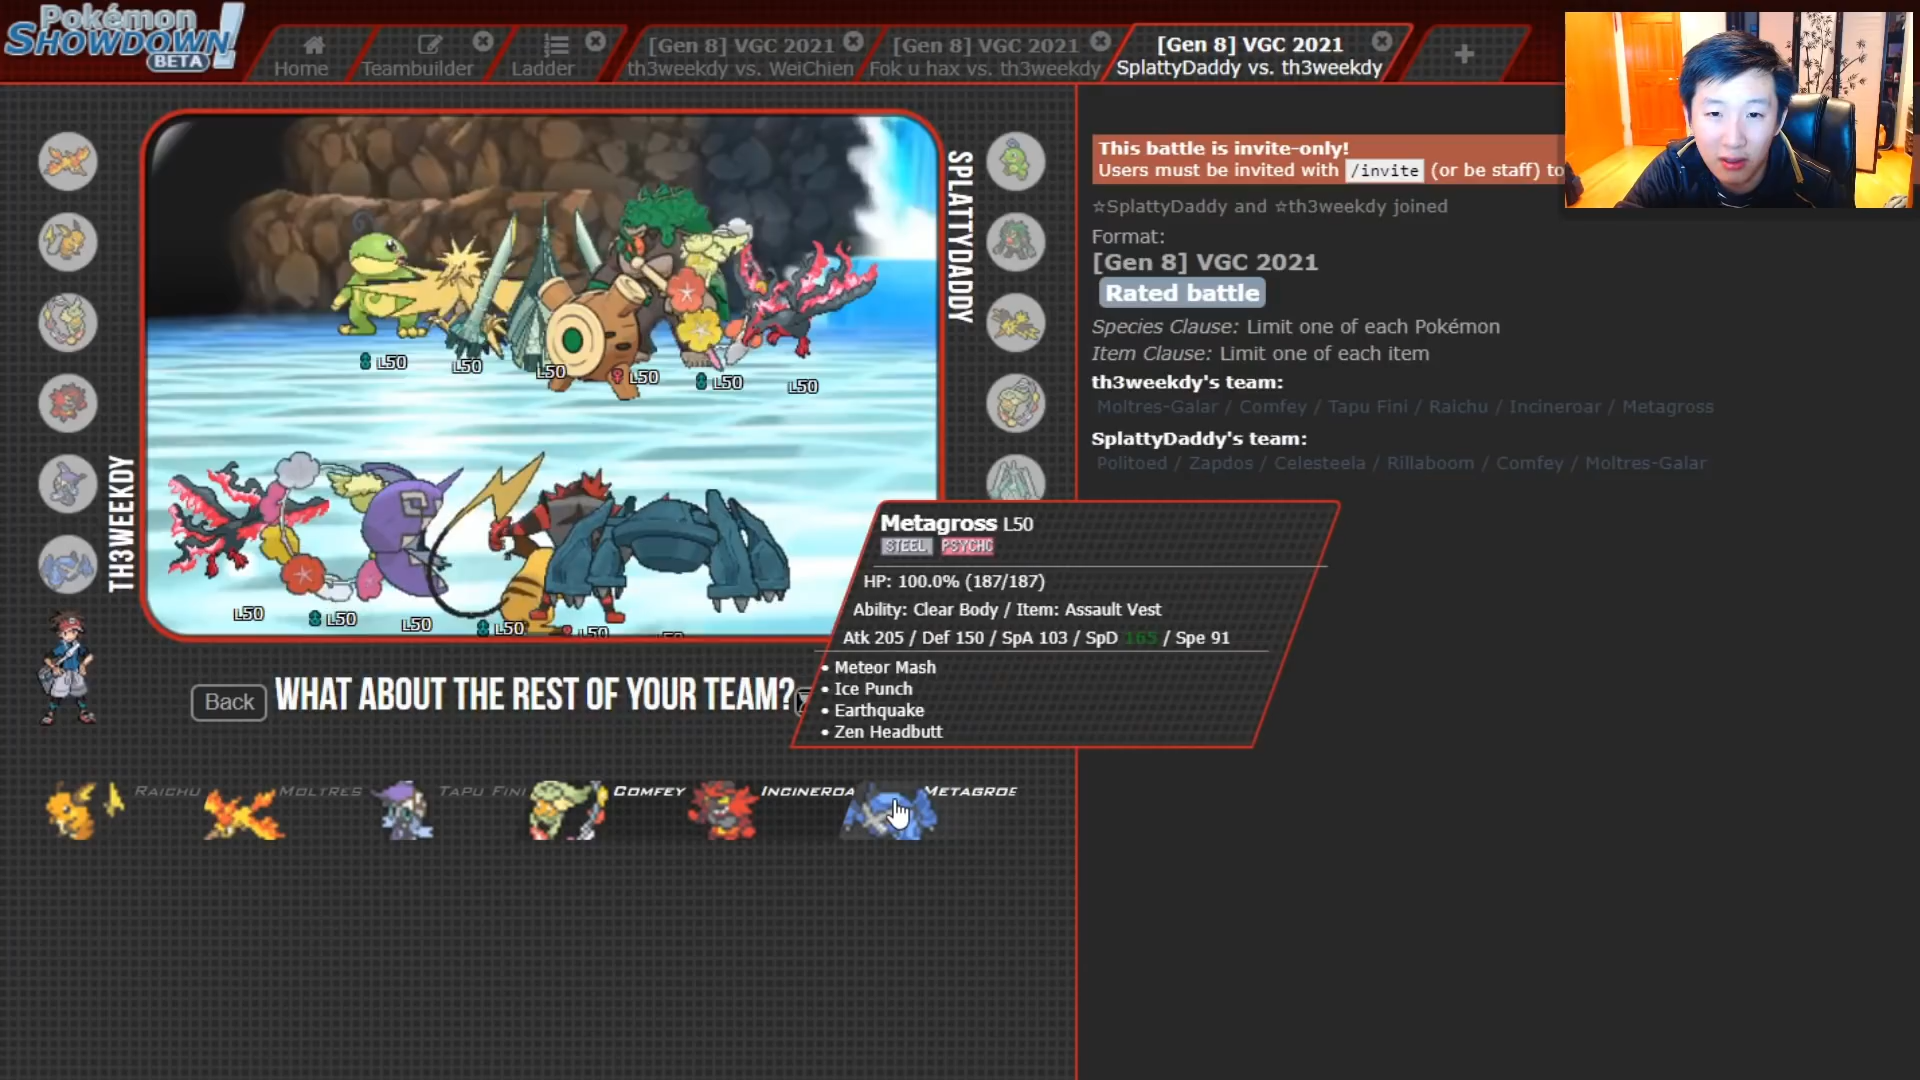 Pokémon
SHOWDOWN!
BETA
Home
Teambuilder
Ladder
[Gen 8] VGC 2021
th3weekdy vs. WeiChien
[Gen 8] VGC 2021
Fok u hax vs. th3weekdy
[Gen 8] VGC 2021
SplattyDaddy vs. th3weekdy
This battle is invite-only!
Users must be invited with /invite (or be staff) to
☆SplattyDaddy and ☆th3weekdy joined
Format:
[Gen 8] VGC 2021
Rated battle
Species Clause: Limit one of each Pokémon
Item Clause: Limit one of each item
th3weekdy's team:
Moltres-Galar / Comfey / Tapu Fini / Raichu / Incineroar / Metagross
SplattyDaddy's team:
Politoed / Zapdos / Celesteela / Rillaboom / Comfey / Moltres-Galar
SPLATTYDADDY
TH3WEEKDY
L50
L50
L50
L50
L50
L50
L50
L50
L50
L50
L50
Metagross L50
STEEL PSYCHC
HP: 100.0% (187/187)
Ability: Clear Body / Item: Assault Vest
Atk 205 / Def 150 / SpA 103 / SpD 165 / Spe 91
• Meteor Mash
• Ice Punch
• Earthquake
• Zen Headbutt
Back
WHAT ABOUT THE REST OF YOUR TEAM?
RAICHU
MOLTRES
TAPU FINI
COMFEY
INCINEROA
METAGROS